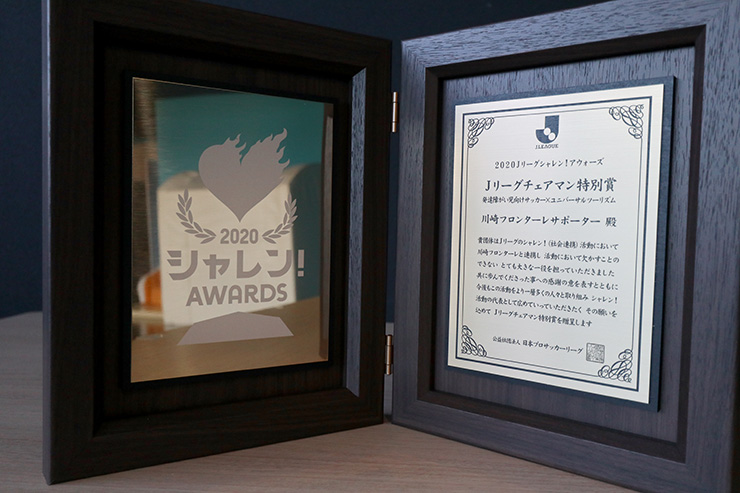 2020
シャレン!
AWARDS
J.LEAGUE
2020Jリーグシャレン!アウォーズ
Jリーグチェアマン特別賞
発達障がい児向けサッカー×ユニバーサルツーリズム
川崎フロンターレサポーター 殿
貴団体はJリーグのシャレン!(社会連携)活動において
川崎フロンターレと連携し 活動において欠かすことの
できない とても大きな一役を担っていただきました
共に歩んでくださった事への感謝の意を表すとともに
今後もこの活動をより一層多くの人々と取り組み シャレン!
活動の代表として広めていっていただきたく その願いを
込めて Jリーグチェアマン特別賞を贈呈します
公益社団法人 日本プロサッカーリーグ